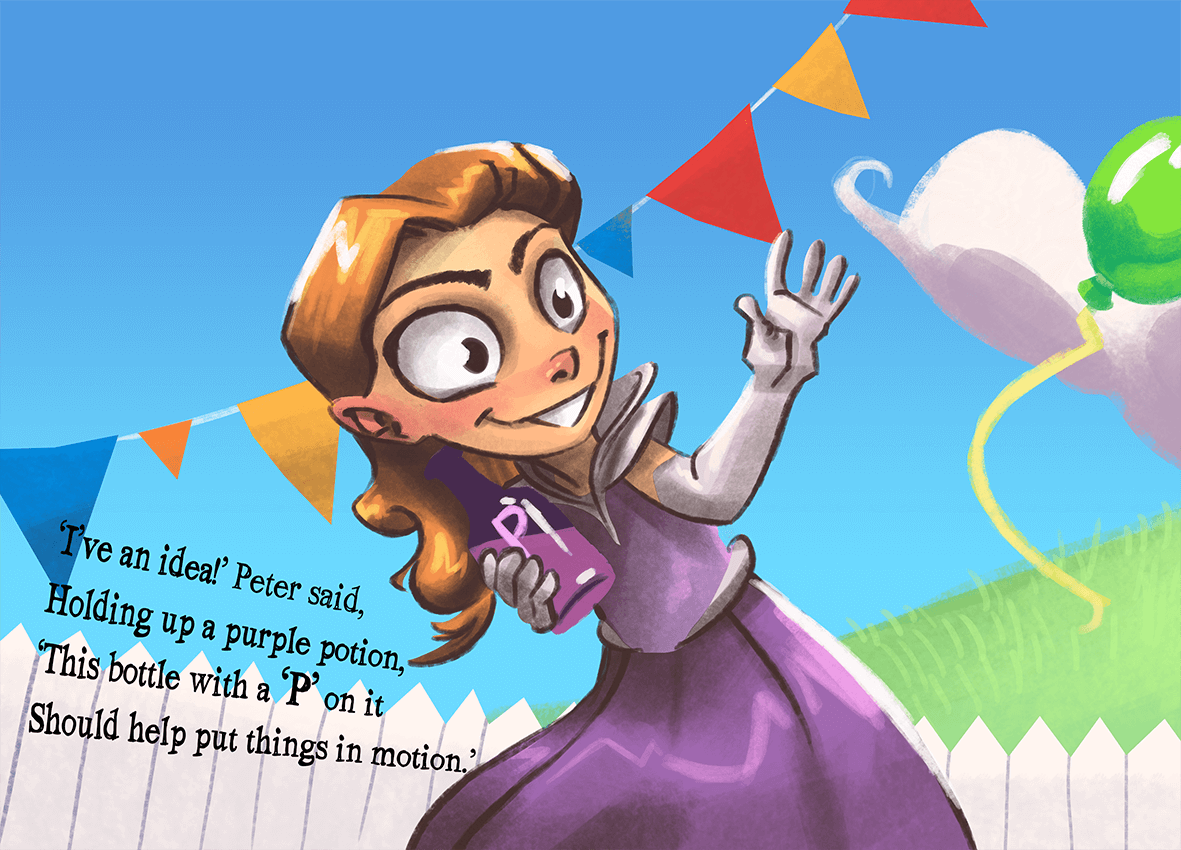 ‘I’ve an idea!’ Peter said,
Holding up a purple potion,
‘This bottle with a ‘P’ on it
Should help put things in motion.’
P